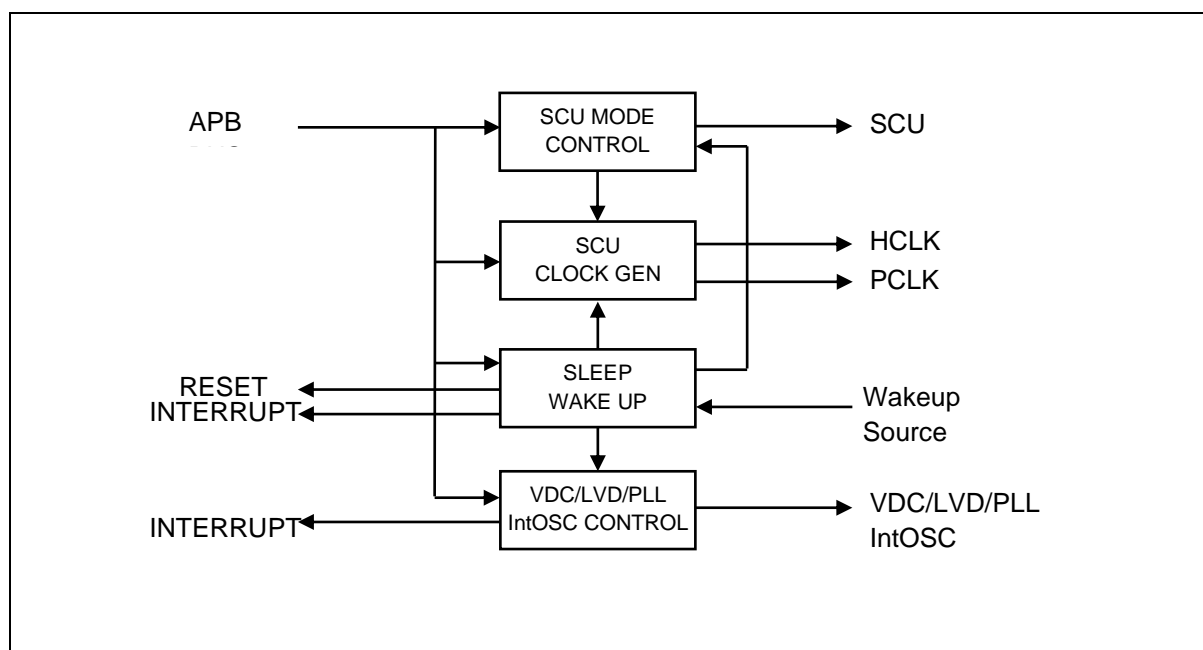 APB
SCU MODE
CONTROL
SCU
SCU
CLOCK GEN
HCLK
PCLK
SLEEP
WAKE UP
RESET
INTERRUPT
Wakeup
Source
VDC/LVD/PLL
IntOSC CONTROL
INTERRUPT
VDC/LVD/PLL
IntOSC